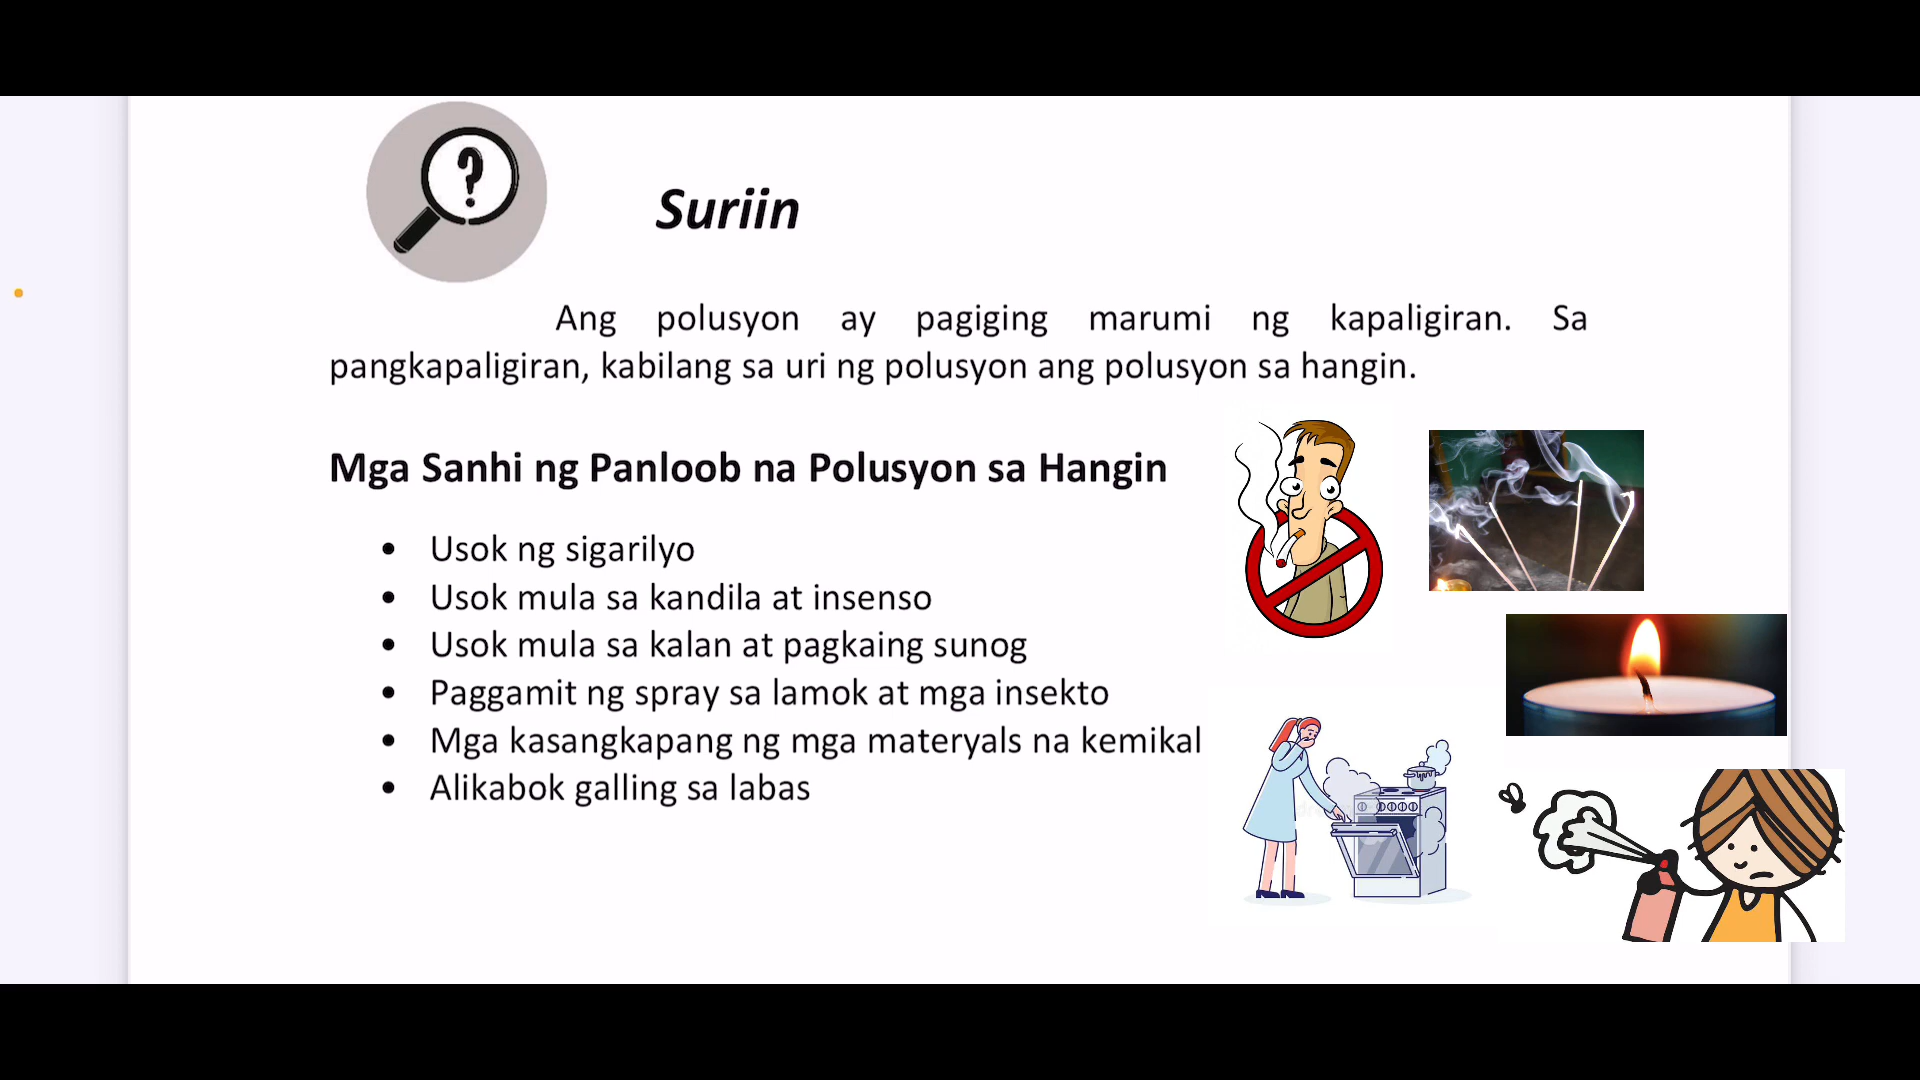 ?
Suriin
Ang polusyon ay pagiging marumi ng kapaligiran. Sa
pangkapaligiran, kabilang sa uri ng polusyon ang polusyon sa hangin.
Mga Sanhi ng Panloob na Polusyon sa Hangin
• Usok ng sigarilyo
• Usok mula sa kandila at insenso
• Usok mula sa kalan at pagkaing sunog
• Paggamit ng spray sa lamok at mga insekto
• Mga kasangkapang ng mga materyals na kemikal
• Alikabok galling sa labas